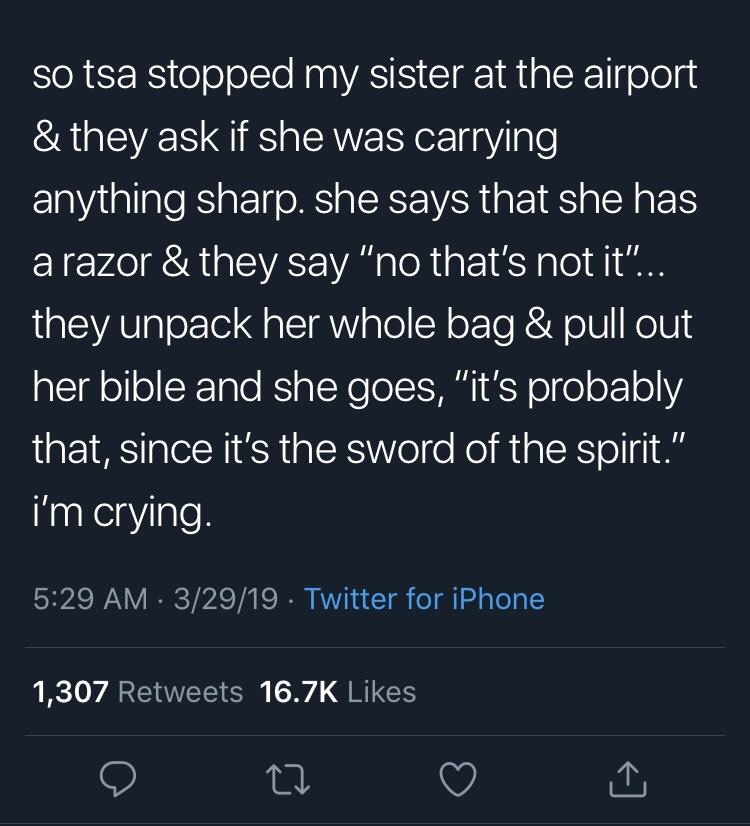 so tsa stopped my sister at the airport
& they ask if she was carrying
anything sharp. she says that she has
a razor & they say “no that’s not it”...
they unpack her whole bag & pull out
her bible and she goes, “it’s probably
that, since it’s the sword of the spirit.”
i’m crying.
5:29 AM · 3/29/19 · Twitter for iPhone
1,307 Retweets 16.7K Likes